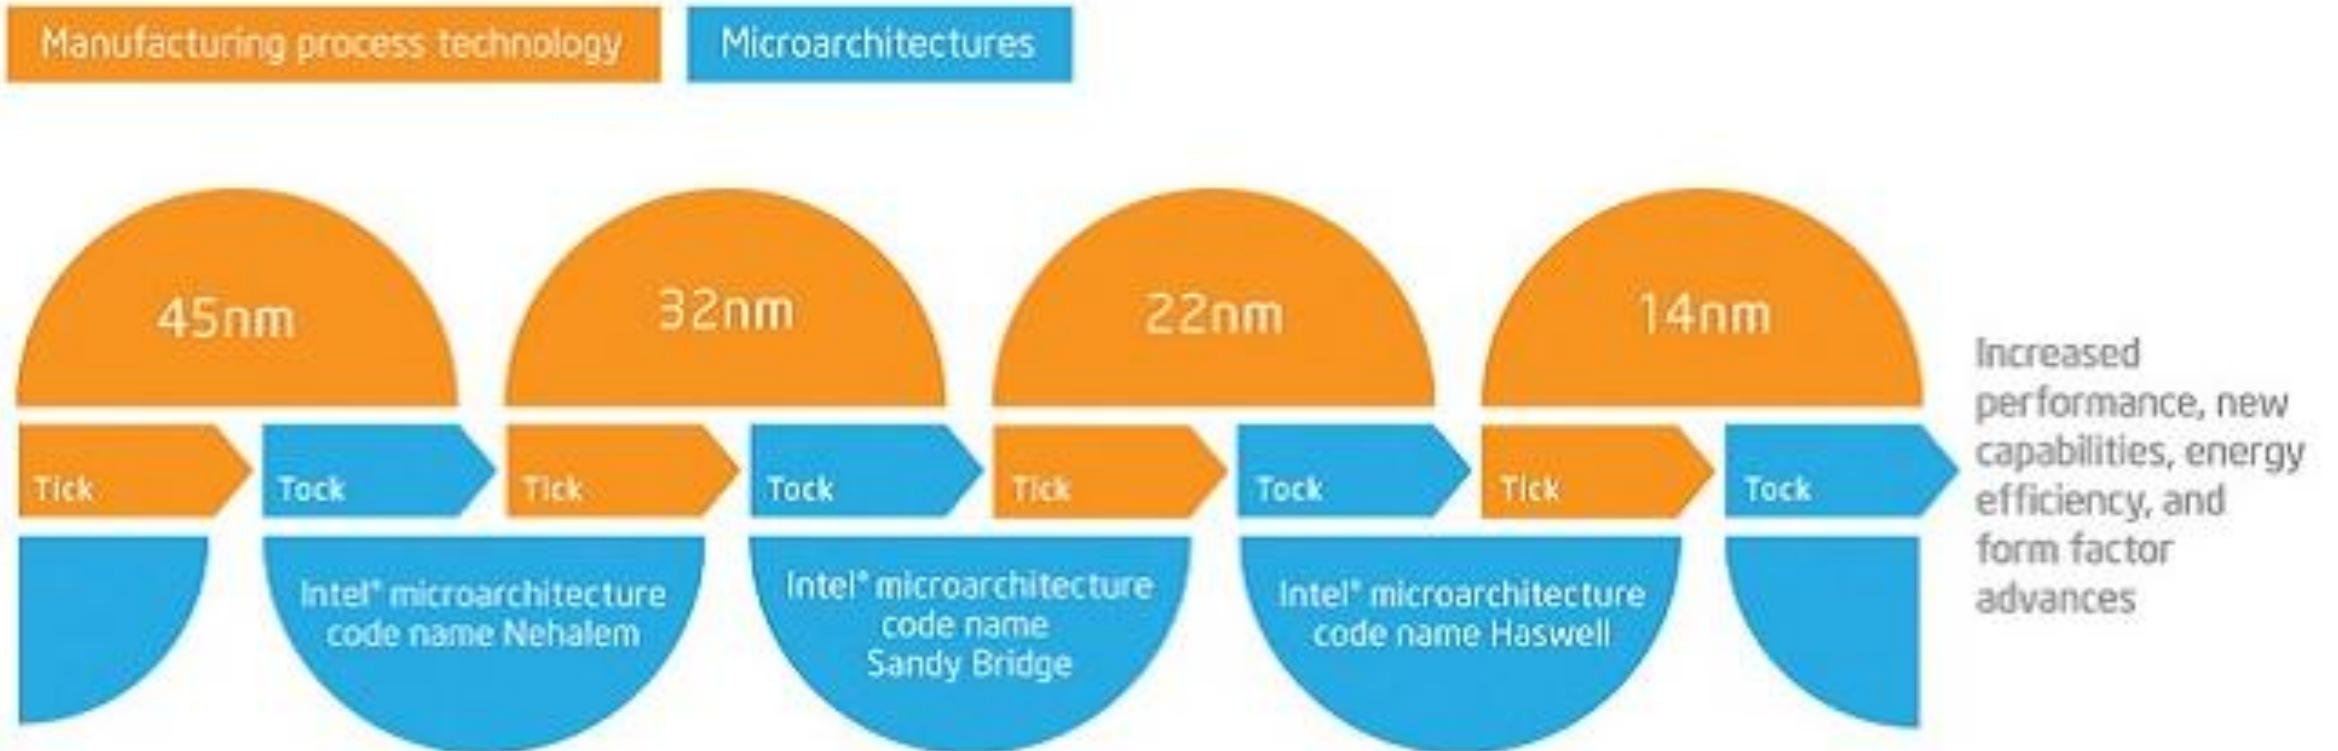 Manufacturing process technology
Microarchitectures
45nm
32nm
22nm
14nm
Tick
Tock
Tick
Tock
Tick
Tock
Tick
Tock
Intel® microarchitecture
code name Nehalem
Intel® microarchitecture
code name
Sandy Bridge
Intel® microarchitecture
code name Haswell
Increased
performance, new
capabilities, energy
efficiency, and
form factor
advances